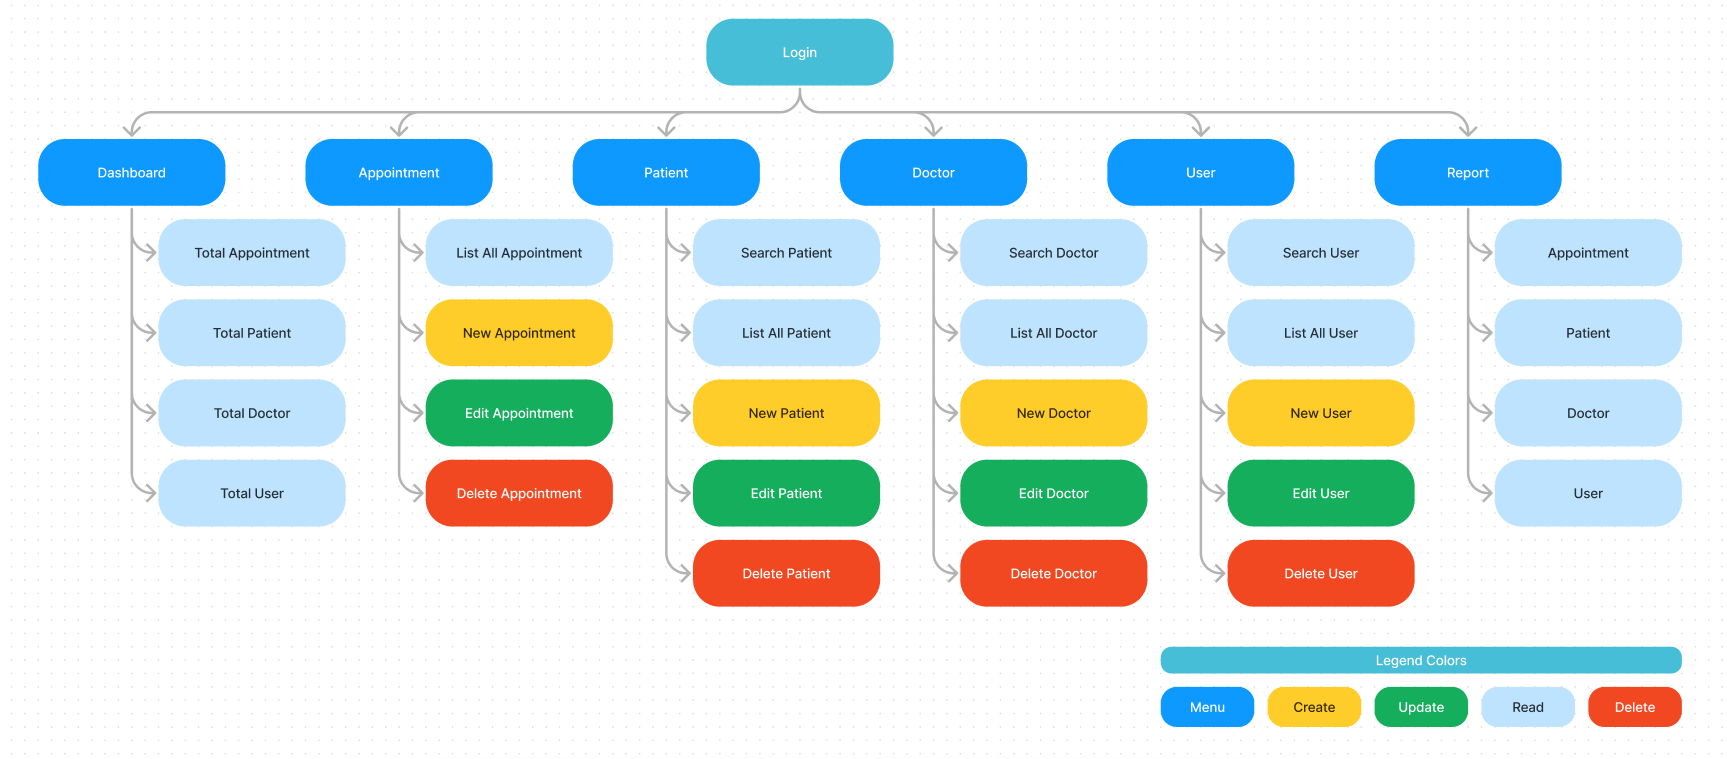 Login
Dashboard
Appointment
Patient
Doctor
User
Report
Total Appointment
List All Appointment
Search Patient
Search Doctor
Search User
Appointment
Total Patient
New Appointment
List All Patient
List All Doctor
List All User
Patient
Total Doctor
Edit Appointment
New Patient
New Doctor
New User
Doctor
Total User
Delete Appointment
Edit Patient
Edit Doctor
Edit User
User
Delete Patient
Delete Doctor
Delete User
Legend Colors
Menu
Create
Update
Read
Delete